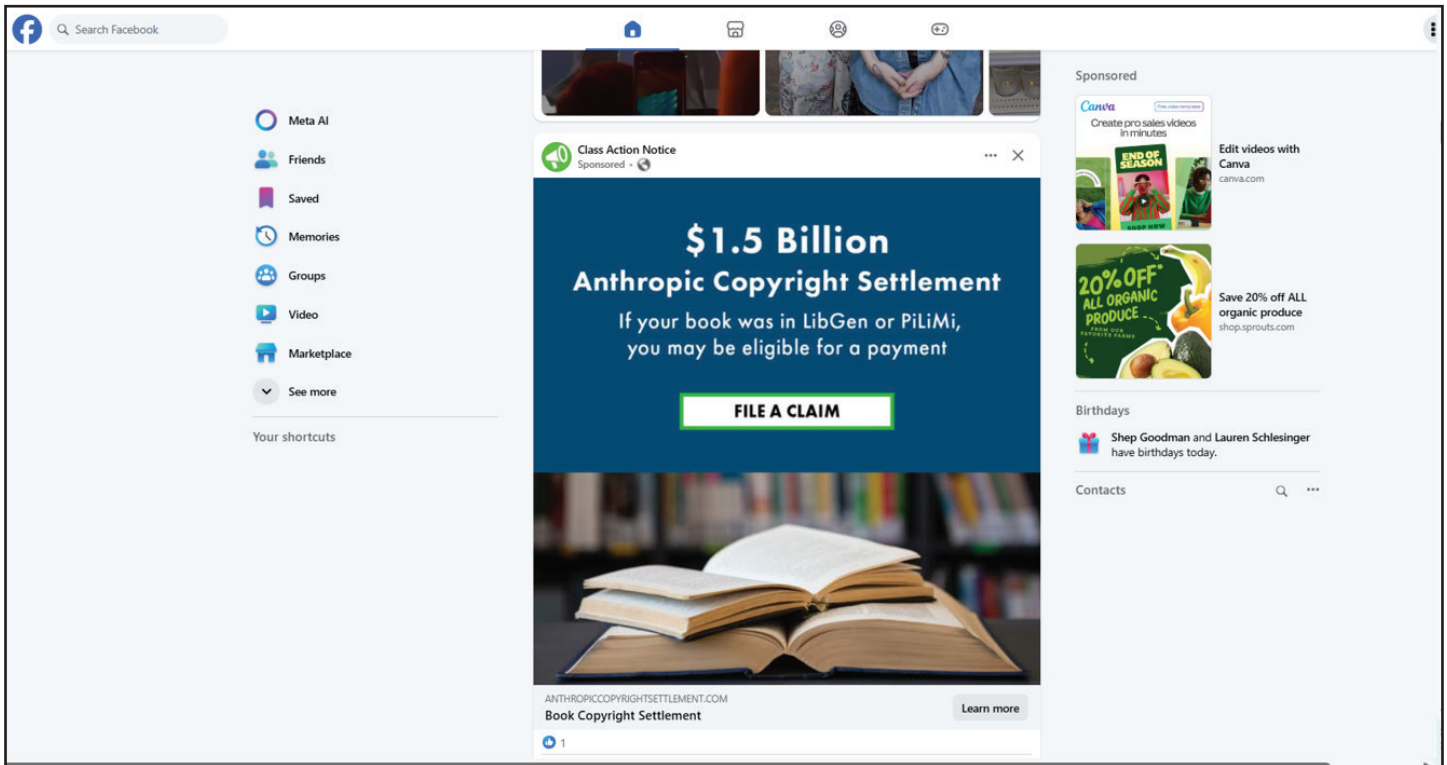 f
Search Facebook
Meta AI
Friends
Saved
Memories
Groups
Video
Marketplace
See more
Your shortcuts
Class Action Notice
Sponsored ·
$1.5 Billion
Anthropic Copyright Settlement
If your book was in LibGen or PiLiMi,
you may be eligible for a payment
FILE A CLAIM
ANTHROPICCOPYRIGHTSETTLEMENT.COM
Book Copyright Settlement
Learn more
1
Sponsored
Canva
Free video templates
Create pro sales videos
in minutes
END OF
SEASON
SHOP NOW
Edit videos with
Canva
canva.com
20% OFF*
ALL ORGANIC
PRODUCE
FROM OUR
FAVORITE FARMS
Save 20% off ALL
organic produce
shop.sprouts.com
Birthdays
Shep Goodman and Lauren Schlesinger
have birthdays today.
Contacts